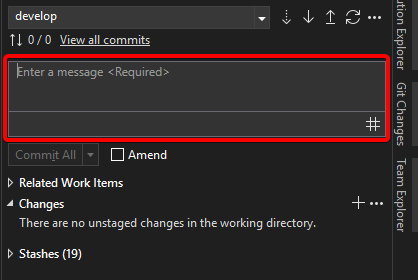 develop
0 / 0 View all commits
Enter a message <Required>
#
Commit All
Amend
Related Work Items
Changes
There are no unstaged changes in the working directory.
Stashes (19)
ution Explorer
Git Changes
Team Explorer